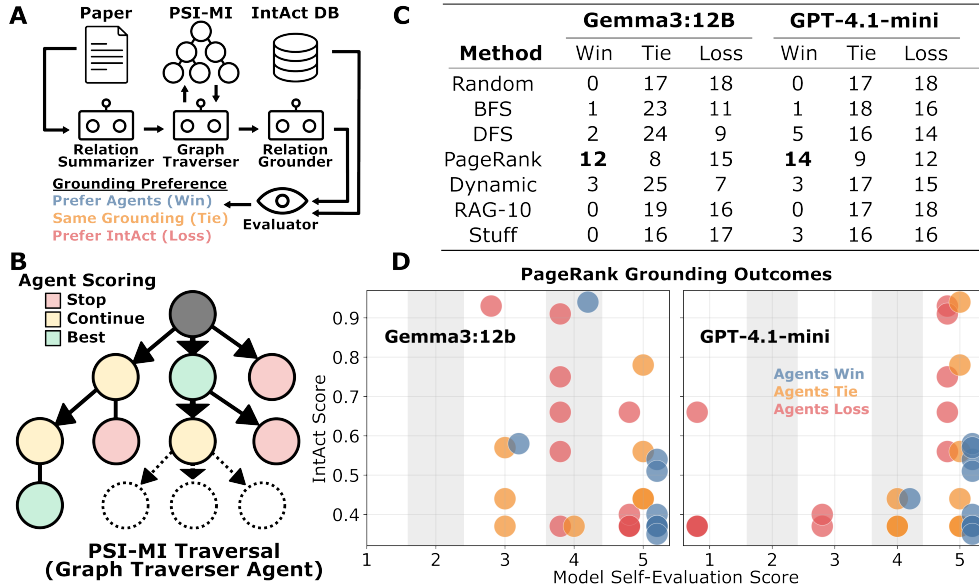 A
Paper
PSI-MI
IntAct DB
Relation
Summarizer
Graph
Traverser
Relation
Grounder
Grounding Preference
Prefer Agents (Win)
Same Grounding (Tie)
Prefer IntAct (Loss)
Evaluator
B
Agent Scoring
Stop
Continue
Best
PSI-MI Traversal
(Graph Traverser Agent)
C
Gemma3:12B GPT-4.1-mini
Method Win Tie Loss Win Tie Loss
Random 0 17 18 0 17 18
BFS 1 23 11 1 18 16
DFS 2 24 9 5 16 14
PageRank 12 8 15 14 9 12
Dynamic 3 25 7 3 17 15
RAG-10 0 19 16 0 17 18
Stuff 0 16 17 3 16 16
D
PageRank Grounding Outcomes
Gemma3:12b
GPT-4.1-mini
Agents Win
Agents Tie
Agents Loss
IntAct Score
0.9
0.8
0.7
0.6
0.5
0.4
1 2 3 4 5 1 2 3 4 5
Model Self-Evaluation Score